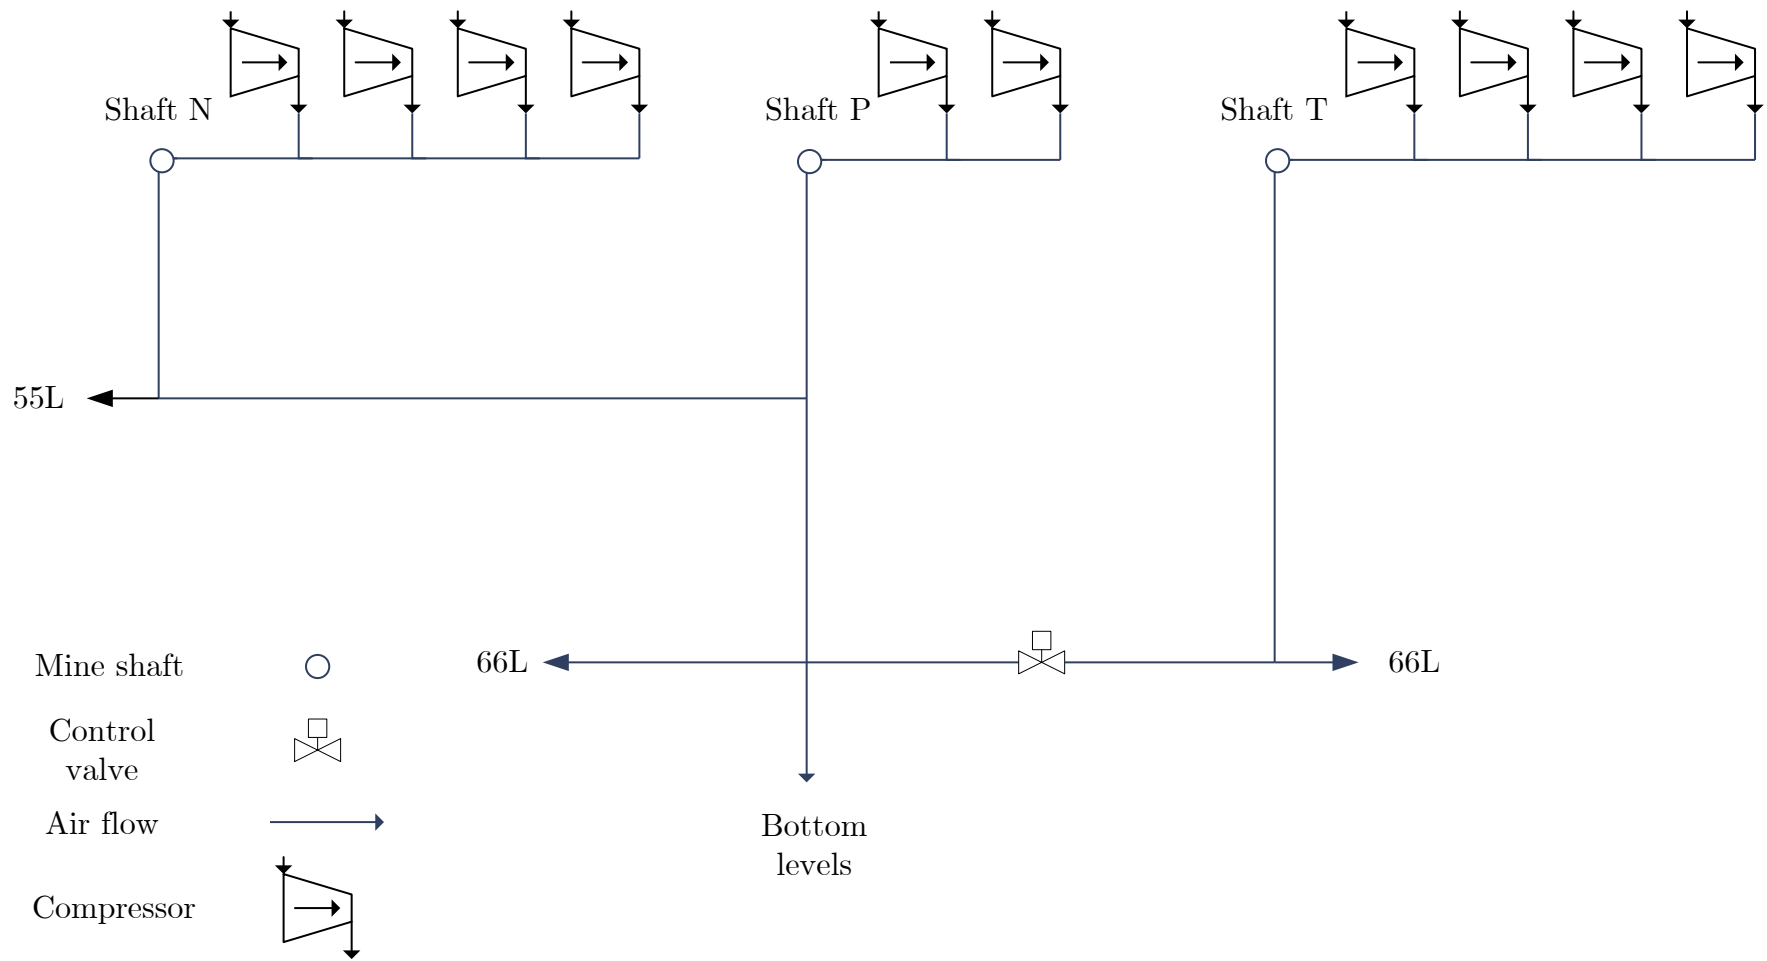 Shaft N
Shaft P
Shaft T
55L
66L
66L
Mine shaft
Control
valve
Air flow
Bottom
levels
Compressor